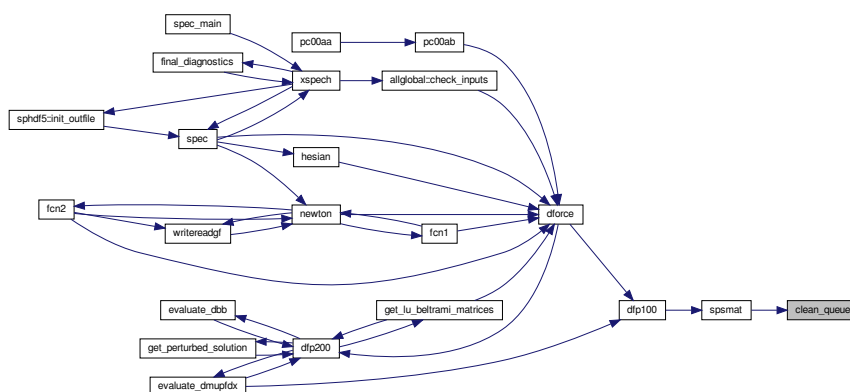 spec_main
pc00aa
pc00ab
final_diagnostics
xspech
allglobal::check_inputs
sphdf5::init_outfile
spec
hesian
fcn2
newton
dforce
writereadgf
fcn1
evaluate_dbb
get_lu_beltrami_matrices
dfp100
spsmat
clean_queue
get_perturbed_solution
dfp200
evaluate_dmupfdx